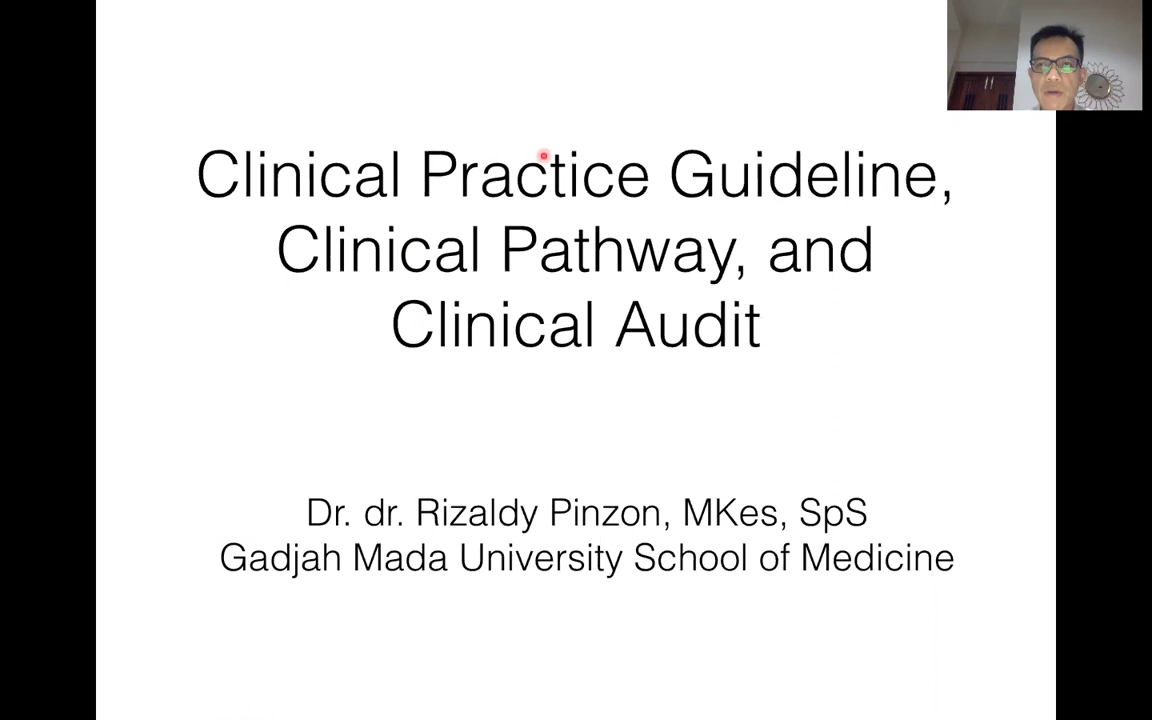 Clinical Practice Guideline,
Clinical Pathway, and
Clinical Audit
Dr. dr. Rizaldy Pinzon, MKes, SpS
Gadjah Mada University School of Medicine